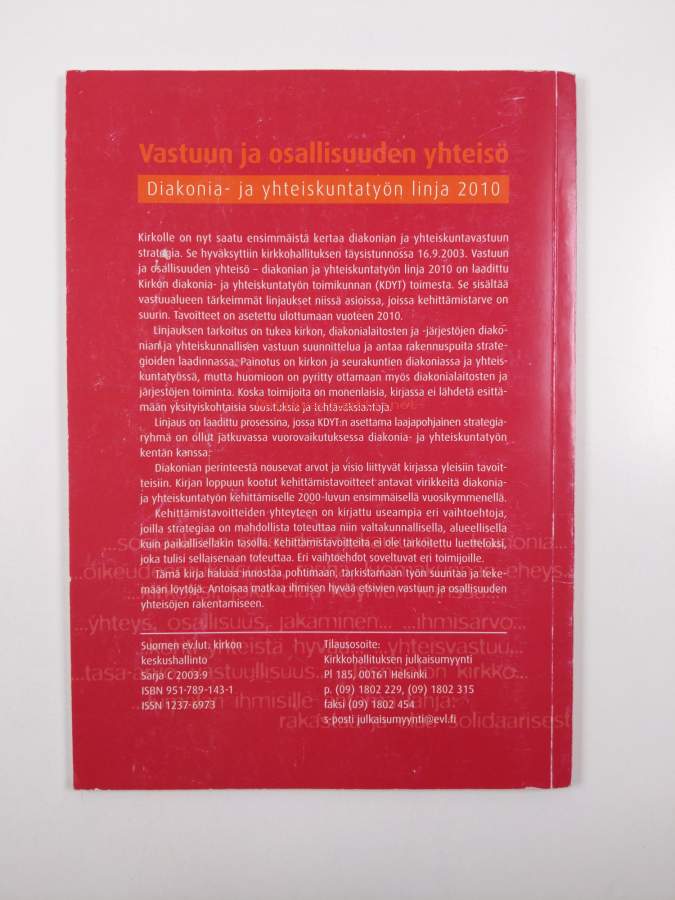 Vastuun ja osallisuuden yhteisö
Diakonia- ja yhteiskuntatyön linja 2010
Kirkolle on nyt saatu ensimmäistä kertaa diakonian ja yhteiskuntavastuun
strategia. Se hyväksyttiin kirkkohallituksen täysistunnossa 16.9.2003. Vastuun
ja osallisuuden yhteisö – diakonian ja yhteiskuntatyön linja 2010 on laadittu
Kirkon diakonia- ja yhteiskuntatyön toimikunnan (KDYT) toimesta. Se sisältää
vastuualueen tärkeimmät linjaukset niissä asioissa, joissa kehittämistarve on
suurin. Tavoitteet on asetettu ulottumaan vuoteen 2010.
Linjauksen tarkoitus on tukea kirkon, diakonialaitosten ja -järjestöjen diako-
nian ja yhteiskunnallisen vastuun suunnittelua ja antaa rakennuspuita strate-
gioiden laadinnassa. Painotus on kirkon ja seurakuntien diakoniassa ja yhteis-
kuntatyössä, mutta huomioon on pyritty ottamaan myös diakonialaitosten ja
järjestöjen toiminta. Koska toimijoita on monenlaisia, kirjassa ei lähdetä esittä-
mään yksityiskohtaisia suosituksia ja tehtäväksiantoja.
Linjaus on laadittu prosessina, jossa KDYT:n asettama laajapohjainen strategia-
ryhmä on ollut jatkuvassa vuorovaikutuksessa diakonia- ja yhteiskuntatyön
kentän kanssa.
Diakonian perinteestä nousevat arvot ja visio liittyvät kirjassa yleisiin tavoit-
teisiin. Kirjan loppuun kootut kehittämistavoitteet antavat virikkeitä diakonia-
ja yhteiskuntatyön kehittämiselle 2000-luvun ensimmäisellä vuosikymmenellä.
Kehittämistavoitteiden yhteyteen on kirjattu useampia eri vaihtoehtoja,
joilla strategiaa on mahdollista toteuttaa niin valtakunnallisella, alueellisella
kuin paikallisellakin tasolla. Kehittämistavoitteita ei ole tarkoitettu luetteloksi,
joka tulisi sellaisenaan toteuttaa. Eri vaihtoehdot soveltuvat eri toimijoille.
Tämä kirja haluaa innostaa pohtimaan, tarkistamaan työn suuntaa ja teke-
mään löytöjä. Antoisaa matkaa ihmisen hyvää etsivien vastuun ja osallisuuden
yhteisöjen rakentamiseen.
...yhteys, osallisuus, jakaminen... ...ihmisarvo...
Suomen ev.lut. kirkon
keskushallinto
Sarja C 2003:9
ISBN 951-789-143-1
ISSN 1237-6973
Tilausosoite:
Kirkkohallituksen julkaisumyynti
Pl 185, 00161 Helsinki
p. (09) 1802 229, (09) 1802 315
faksi (09) 1802 454
s-posti julkaisumyynti@evl.fi